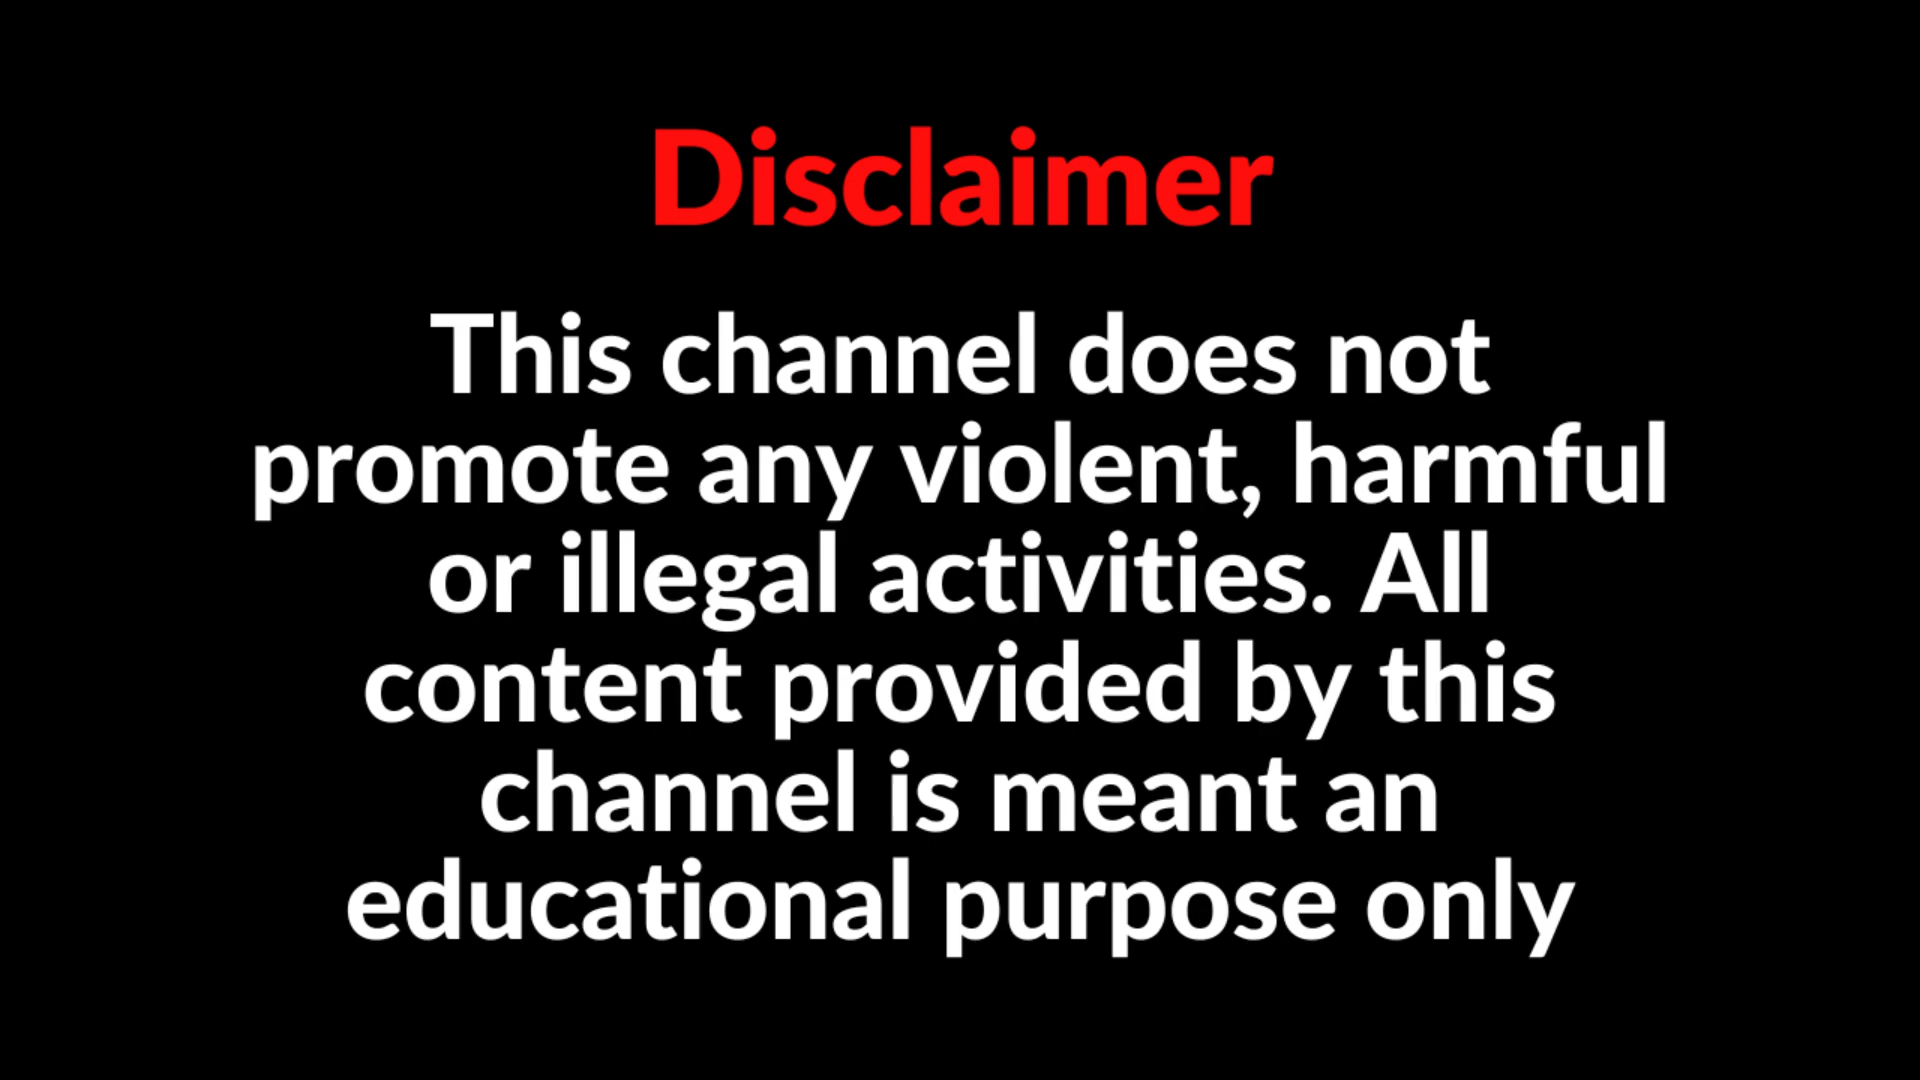 Disclaimer
This channel does not
promote any violent, harmful
or illegal activities. All
content provided by this
channel is meant an
educational purpose only